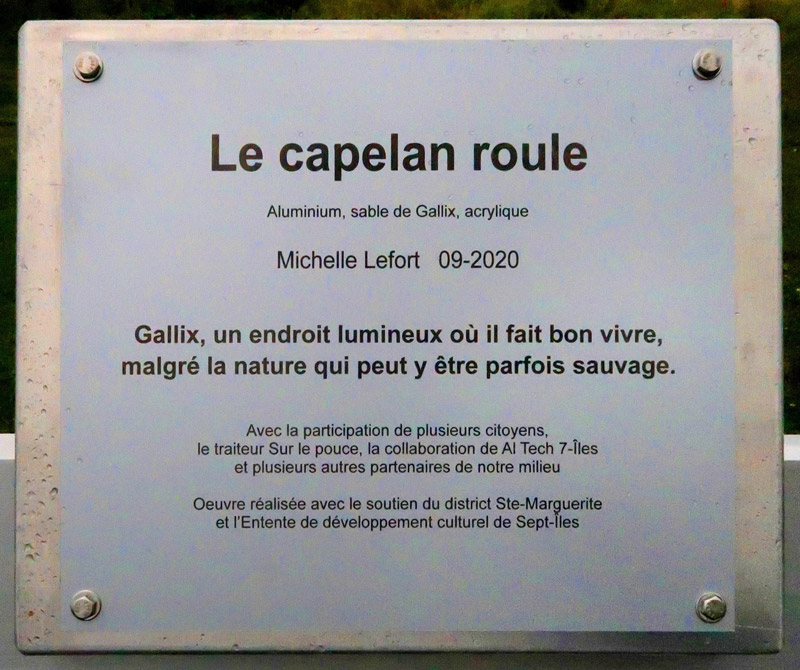 Le capelan roule
Aluminium, sable de Gallix, acrylique
Michelle Lefort 09-2020
Gallix, un endroit lumineux où il fait bon vivre,
malgré la nature qui peut y être parfois sauvage.
Avec la participation de plusieurs citoyens,
le traiteur Sur le pouce, la collaboration de Al Tech 7-Îles
et plusieurs autres partenaires de notre milieu
Oeuvre réalisée avec le soutien du district Ste-Marguerite
et l'Entente de développement culturel de Sept-Îles